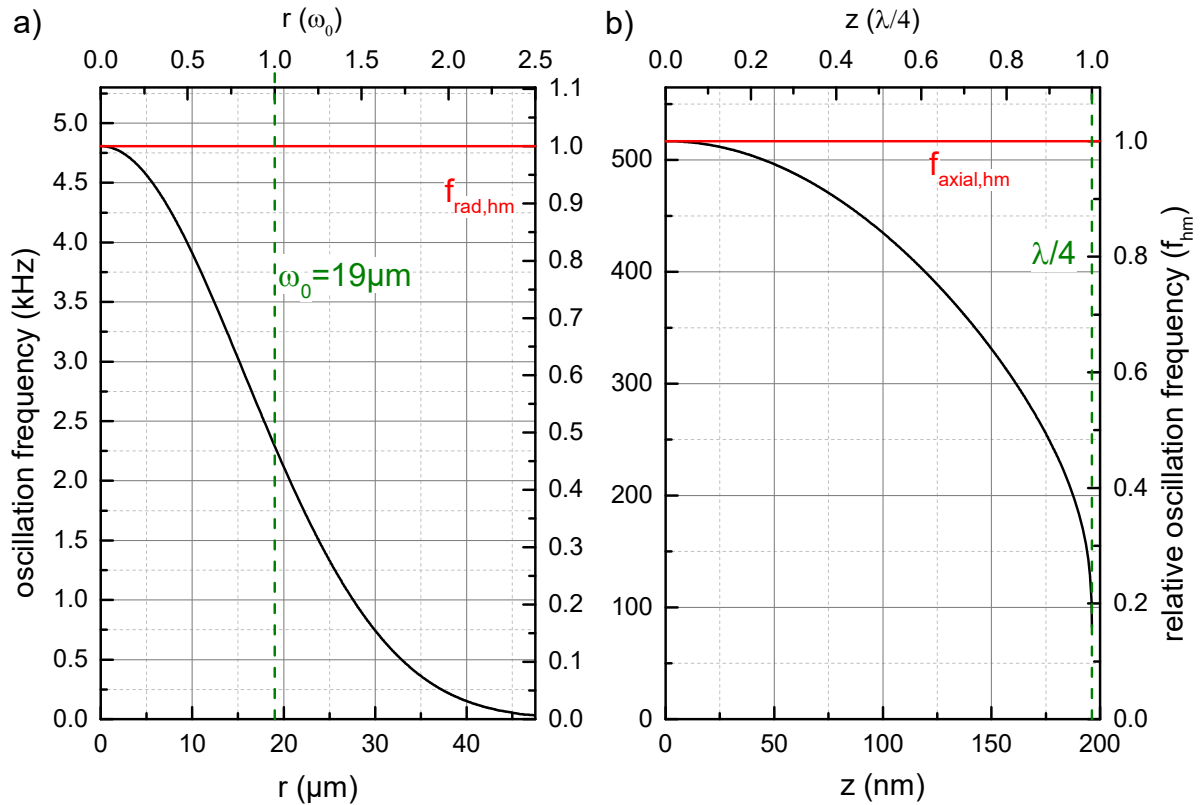 a)
r (ω₀)
0.0 0.5 1.0 1.5 2.0 2.5
oscillation frequency (kHz)
5.0
4.5
4.0
3.5
3.0
2.5
2.0
1.5
1.0
0.5
0.0
f_rad,hm
ω₀=19µm
1.1
1.0
0.9
0.8
0.7
0.6
0.5
0.4
0.3
0.2
0.1
0.0
0 10 20 30 40
r (µm)
b)
z (λ/4)
0.0 0.2 0.4 0.6 0.8 1.0
500
400
300
200
100
0
f_axial,hm
λ/4
1.0
0.8
0.6
0.4
0.2
0.0
relative oscillation frequency (f_hm)
0 50 100 150 200
z (nm)